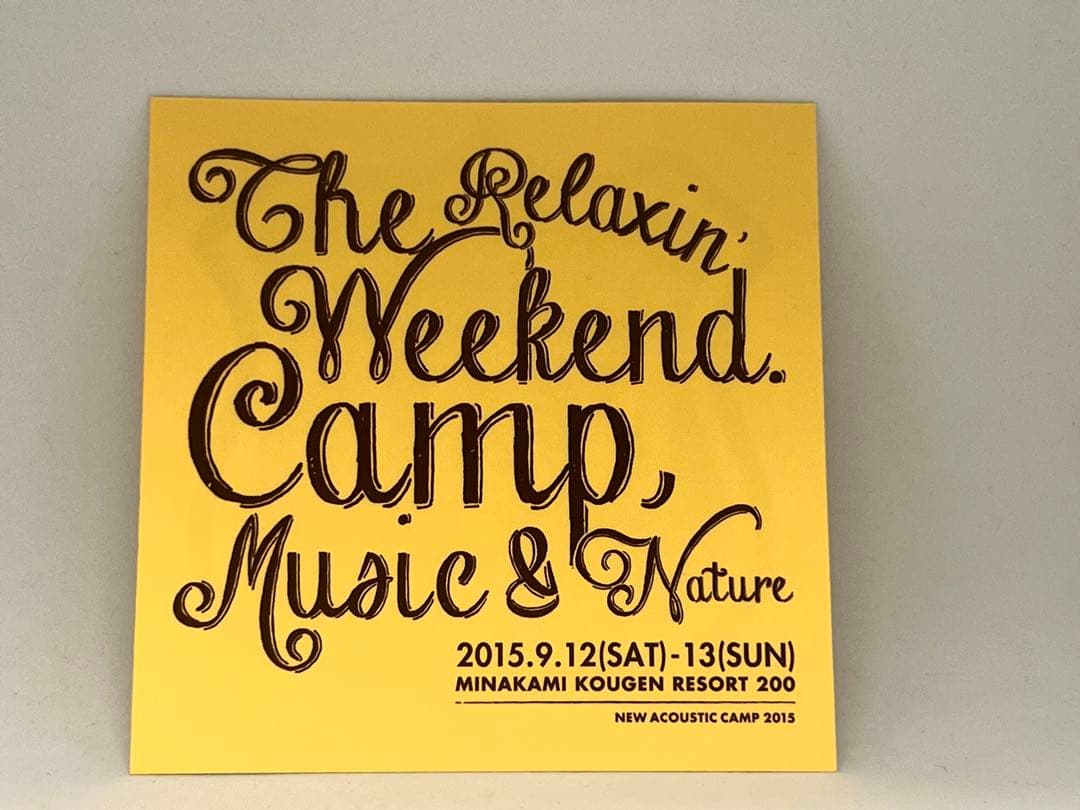 The Relaxin'
Weekend.
Camp,
Music & Nature
2015.9.12(SAT)-13(SUN)
MINAKAMI KOUGEN RESORT 200
NEW ACOUSTIC CAMP 2015